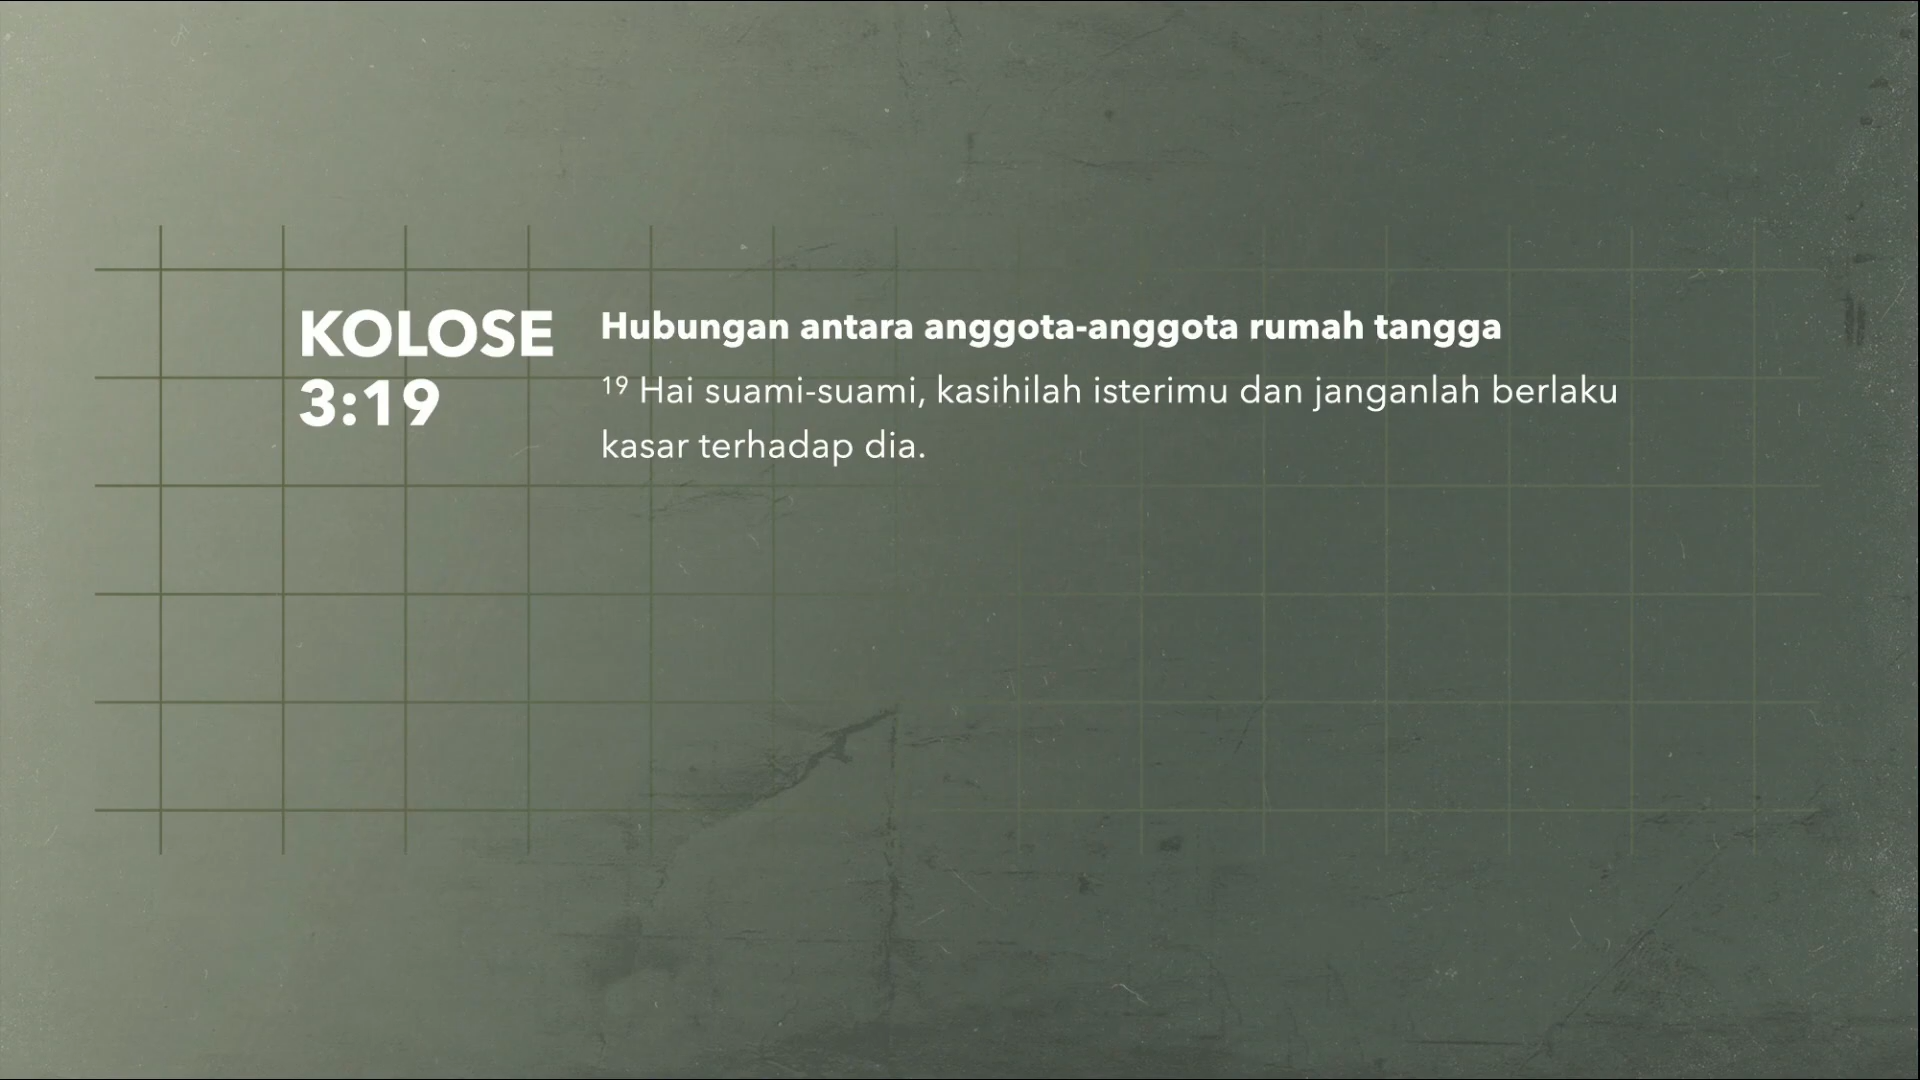 KOLOSE
3:19
Hubungan antara anggota-anggota rumah tangga
19 Hai suami-suami, kasihilah isterimu dan janganlah berlaku
kasar terhadap dia.